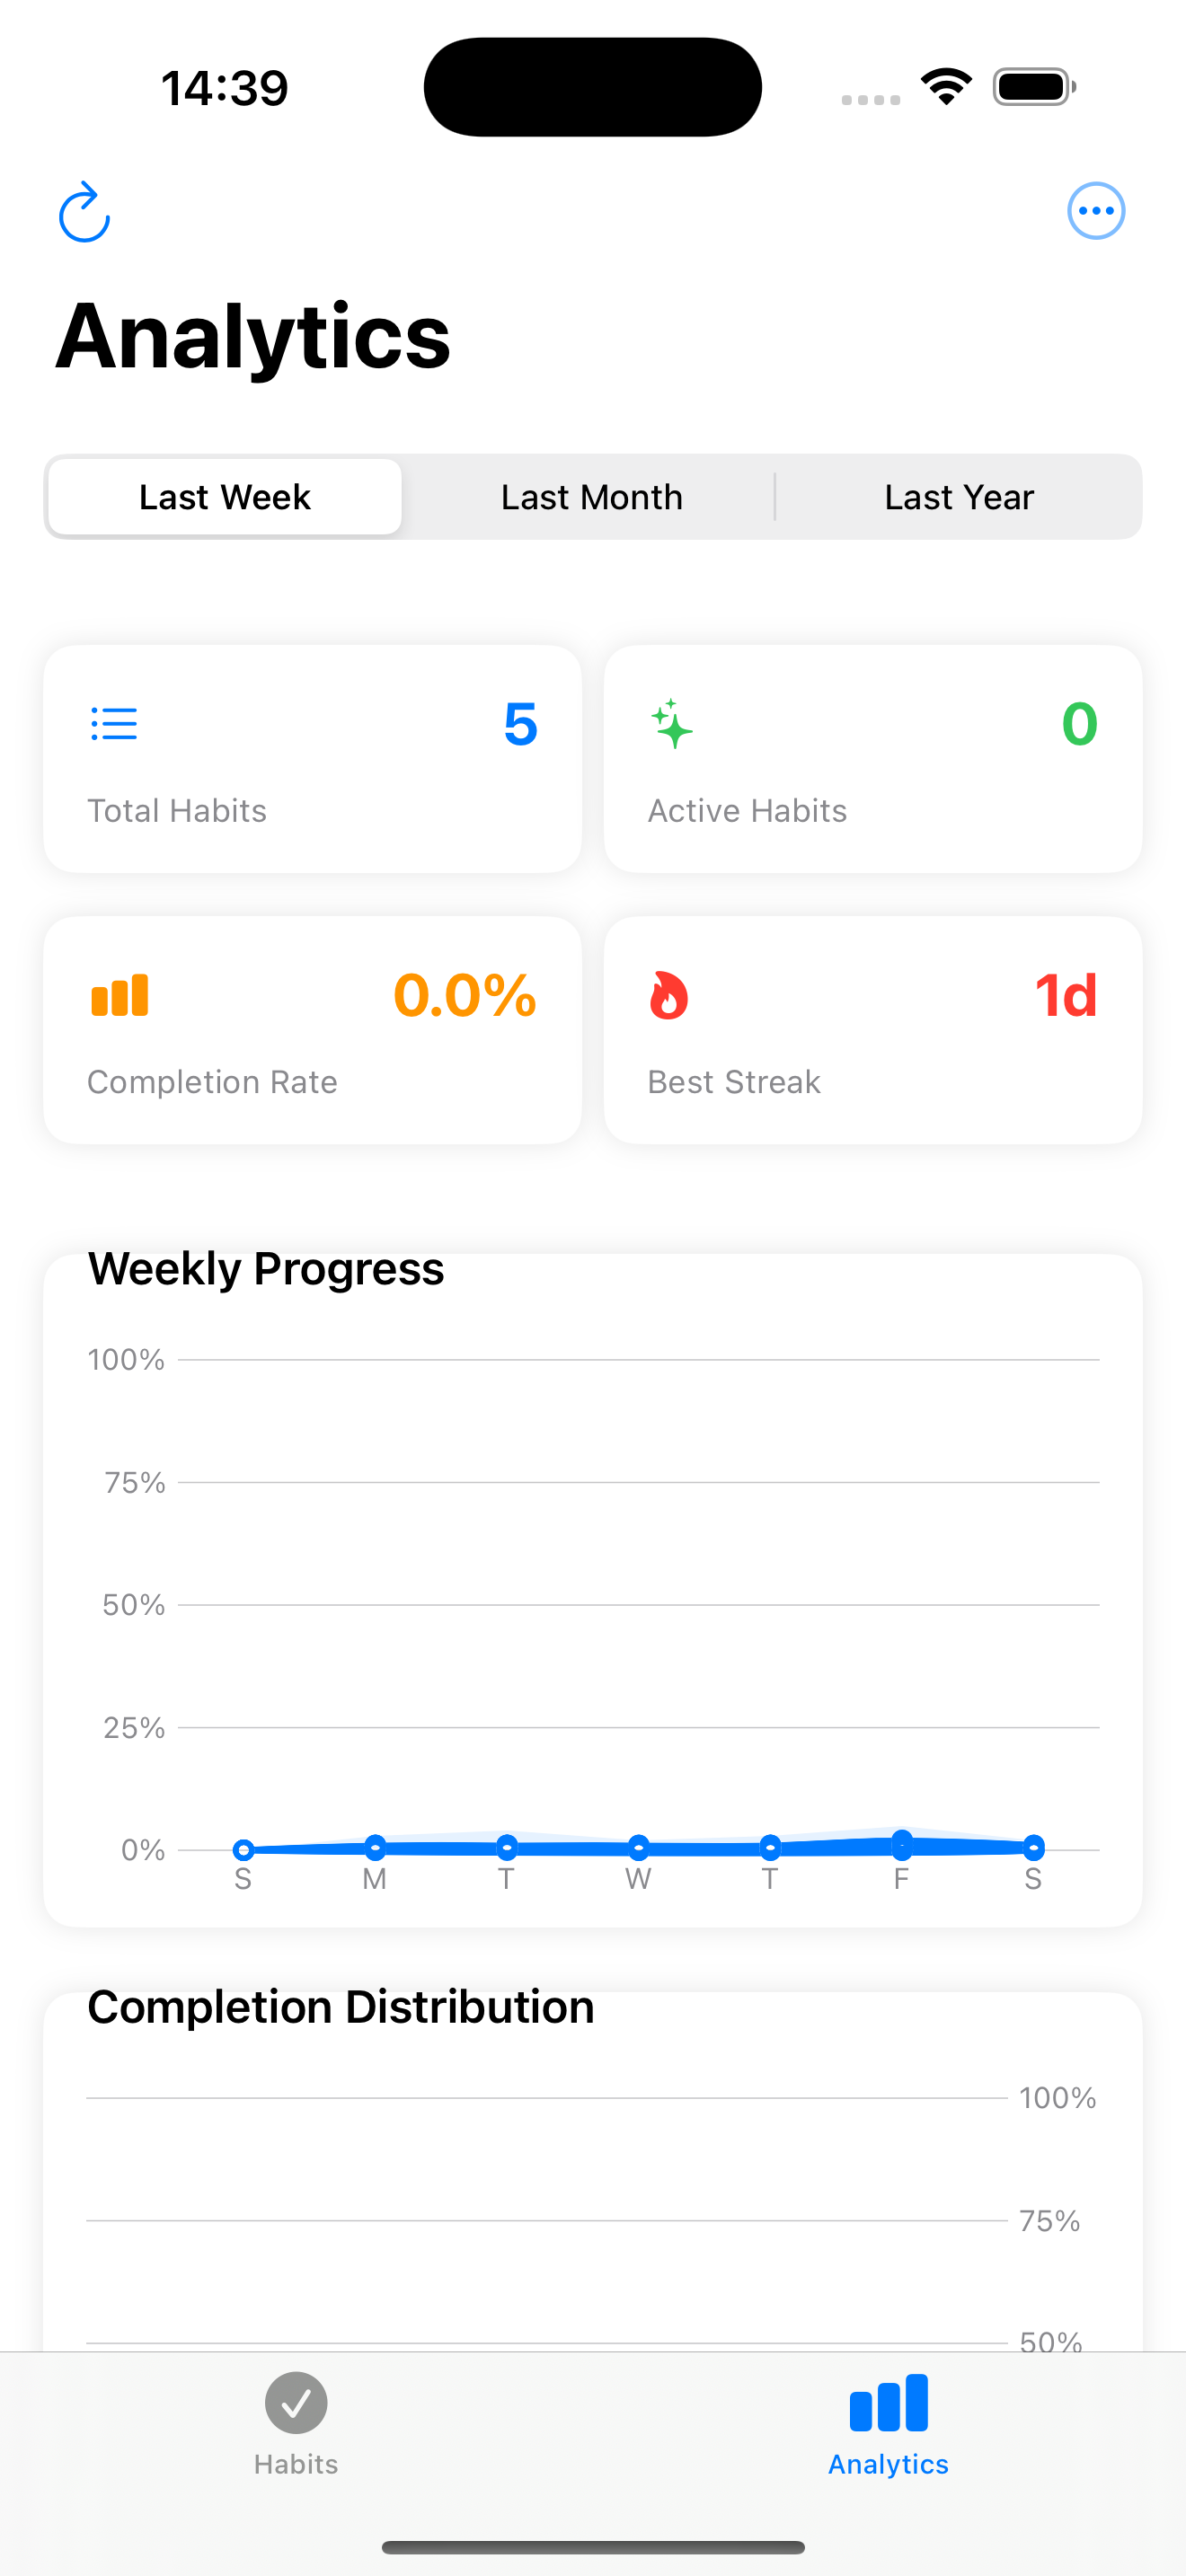 14:39
Analytics
Last Week Last Month Last Year
5 0
Total Habits Active Habits
0.0% 1d
Completion Rate Best Streak
Weekly Progress
100%
75%
50%
25%
0%
S M T W T F S
Completion Distribution
100%
75%
50%
Habits Analytics